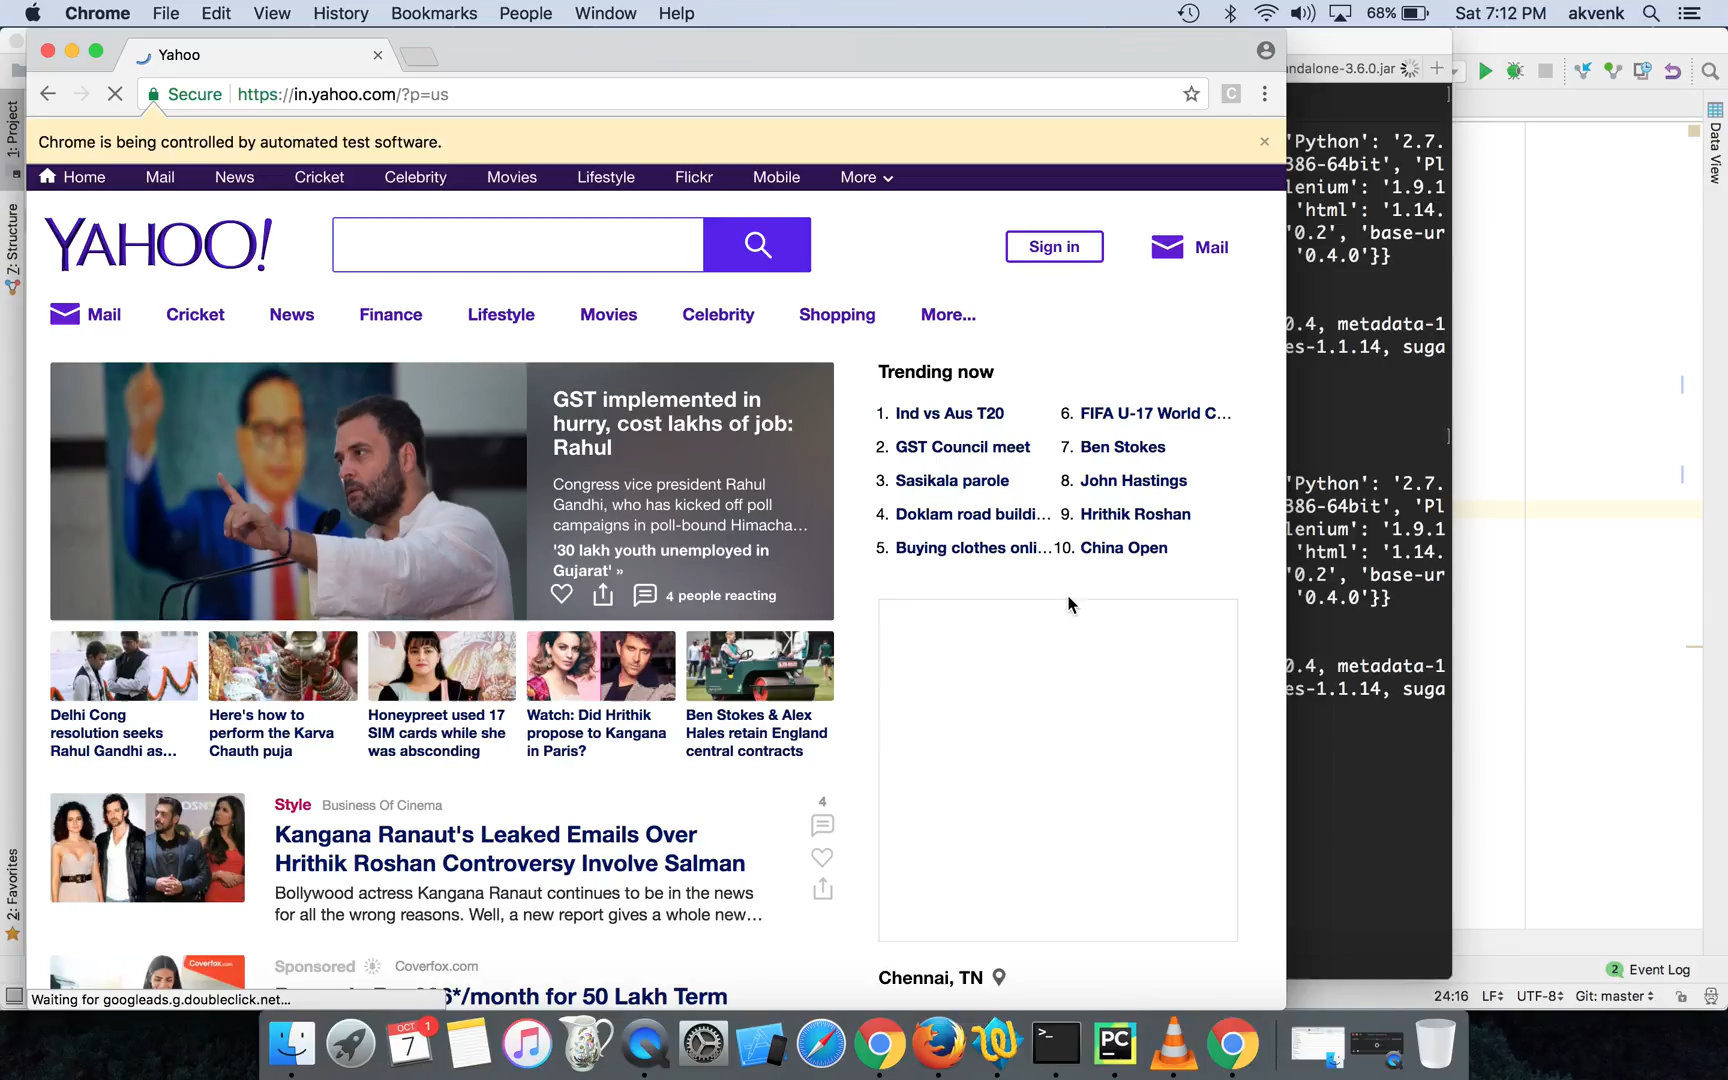 Chrome File Edit View History Bookmarks People Window Help 68% Sat 7:12 PM akvenk
Yahoo
ndalone-3.6.0.jar
Secure https://in.yahoo.com/?p=us
Chrome is being controlled by automated test software.
Home Mail News Cricket Celebrity Movies Lifestyle Flickr Mobile More
YAHOO!
Sign in Mail
Mail Cricket News Finance Lifestyle Movies Celebrity Shopping More...
GST implemented in
hurry, cost lakhs of job:
Rahul
Congress vice president Rahul
Gandhi, who has kicked off poll
campaigns in poll-bound Himacha...
'30 lakh youth unemployed in
Gujarat' »
4 people reacting
Trending now
1. Ind vs Aus T20
2. GST Council meet
3. Sasikala parole
4. Doklam road buildi...
5. Buying clothes onli...
6. FIFA U-17 World C...
7. Ben Stokes
8. John Hastings
9. Hrithik Roshan
10. China Open
Delhi Cong
resolution seeks
Rahul Gandhi as...
Here's how to
perform the Karva
Chauth puja
Honeypreet used 17
SIM cards while she
was absconding
Watch: Did Hrithik
propose to Kangana
in Paris?
Ben Stokes & Alex
Hales retain England
central contracts
Style Business Of Cinema
4
Kangana Ranaut's Leaked Emails Over
Hrithik Roshan Controversy Involve Salman
Bollywood actress Kangana Ranaut continues to be in the news
for all the wrong reasons. Well, a new report gives a whole new...
Coverfox.com
Sponsored Coverfox.com
6*/month for 50 Lakh Term
Chennai, TN
Waiting for googleads.g.doubleclick.net...
]
'Python': '2.7.
386-64bit', 'Pl
lenium': '1.9.1
'html': '1.14.
'0.2', 'base-ur
'0.4.0'}}
0.4, metadata-1
es-1.1.14, suga
]
'Python': '2.7.
386-64bit', 'Pl
lenium': '1.9.1
'html': '1.14.
'0.2', 'base-ur
'0.4.0'}}
0.4, metadata-1
es-1.1.14, suga
1: Project
7: Structure
2: Favorites
Data View
2 Event Log
24:16 LF UTF-8 Git: master
OCT 1
7
>_
PC